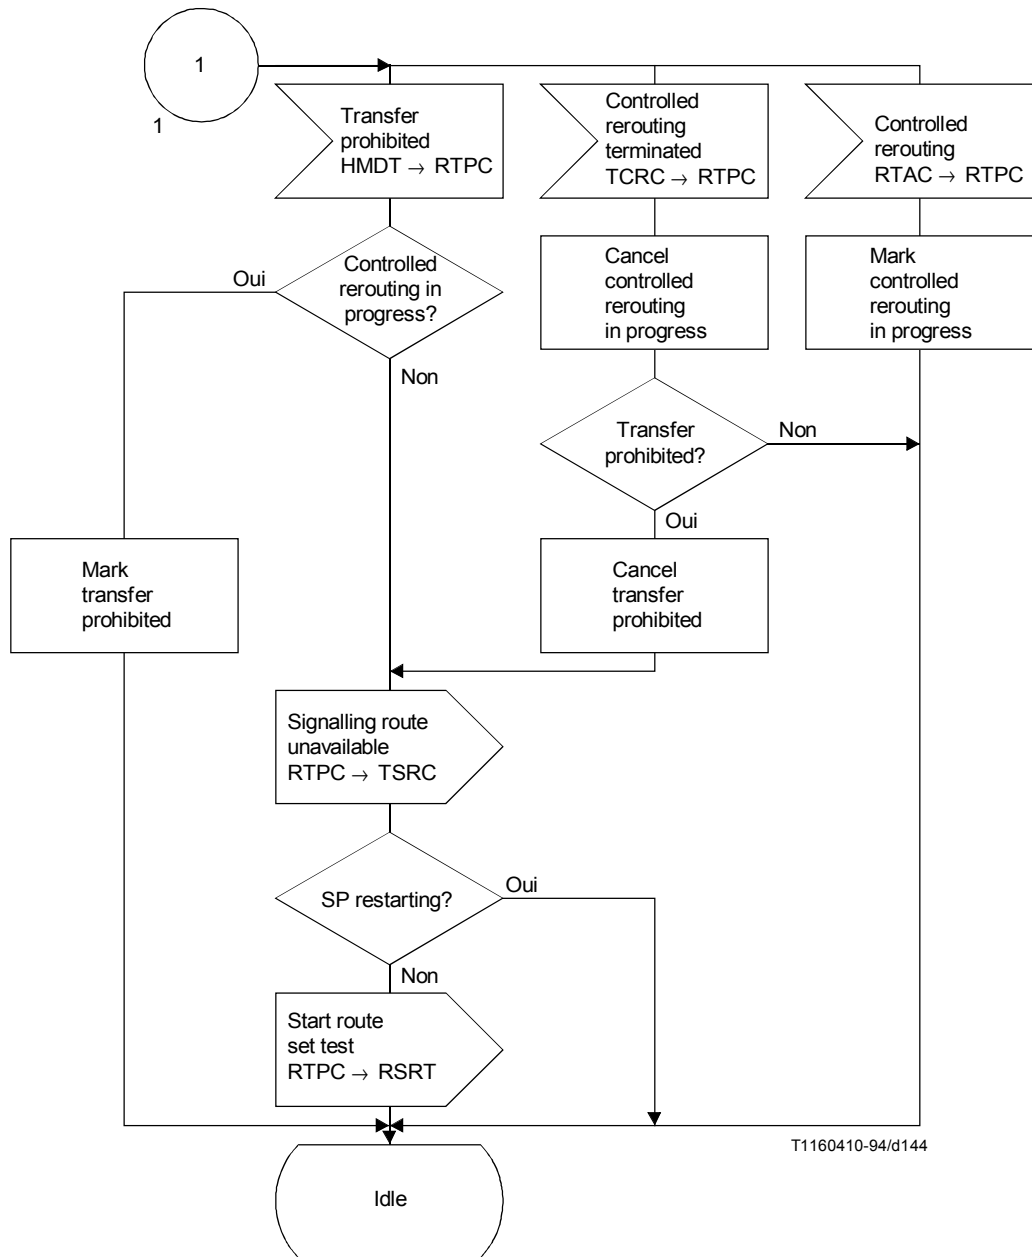 1
1
Transfer
prohibited
HMDT → RTPC
Controlled
rerouting
terminated
TCRC → RTPC
Controlled
rerouting
RTAC → RTPC
Oui
Controlled
rerouting in
progress?
Non
Cancel
controlled
rerouting
in progress
Mark
controlled
rerouting
in progress
Transfer
prohibited?
Non
Oui
Mark
transfer
prohibited
Cancel
transfer
prohibited
Signalling route
unavailable
RTPC → TSRC
SP restarting?
Oui
Non
Start route
set test
RTPC → RSRT
T1160410-94/d144
Idle